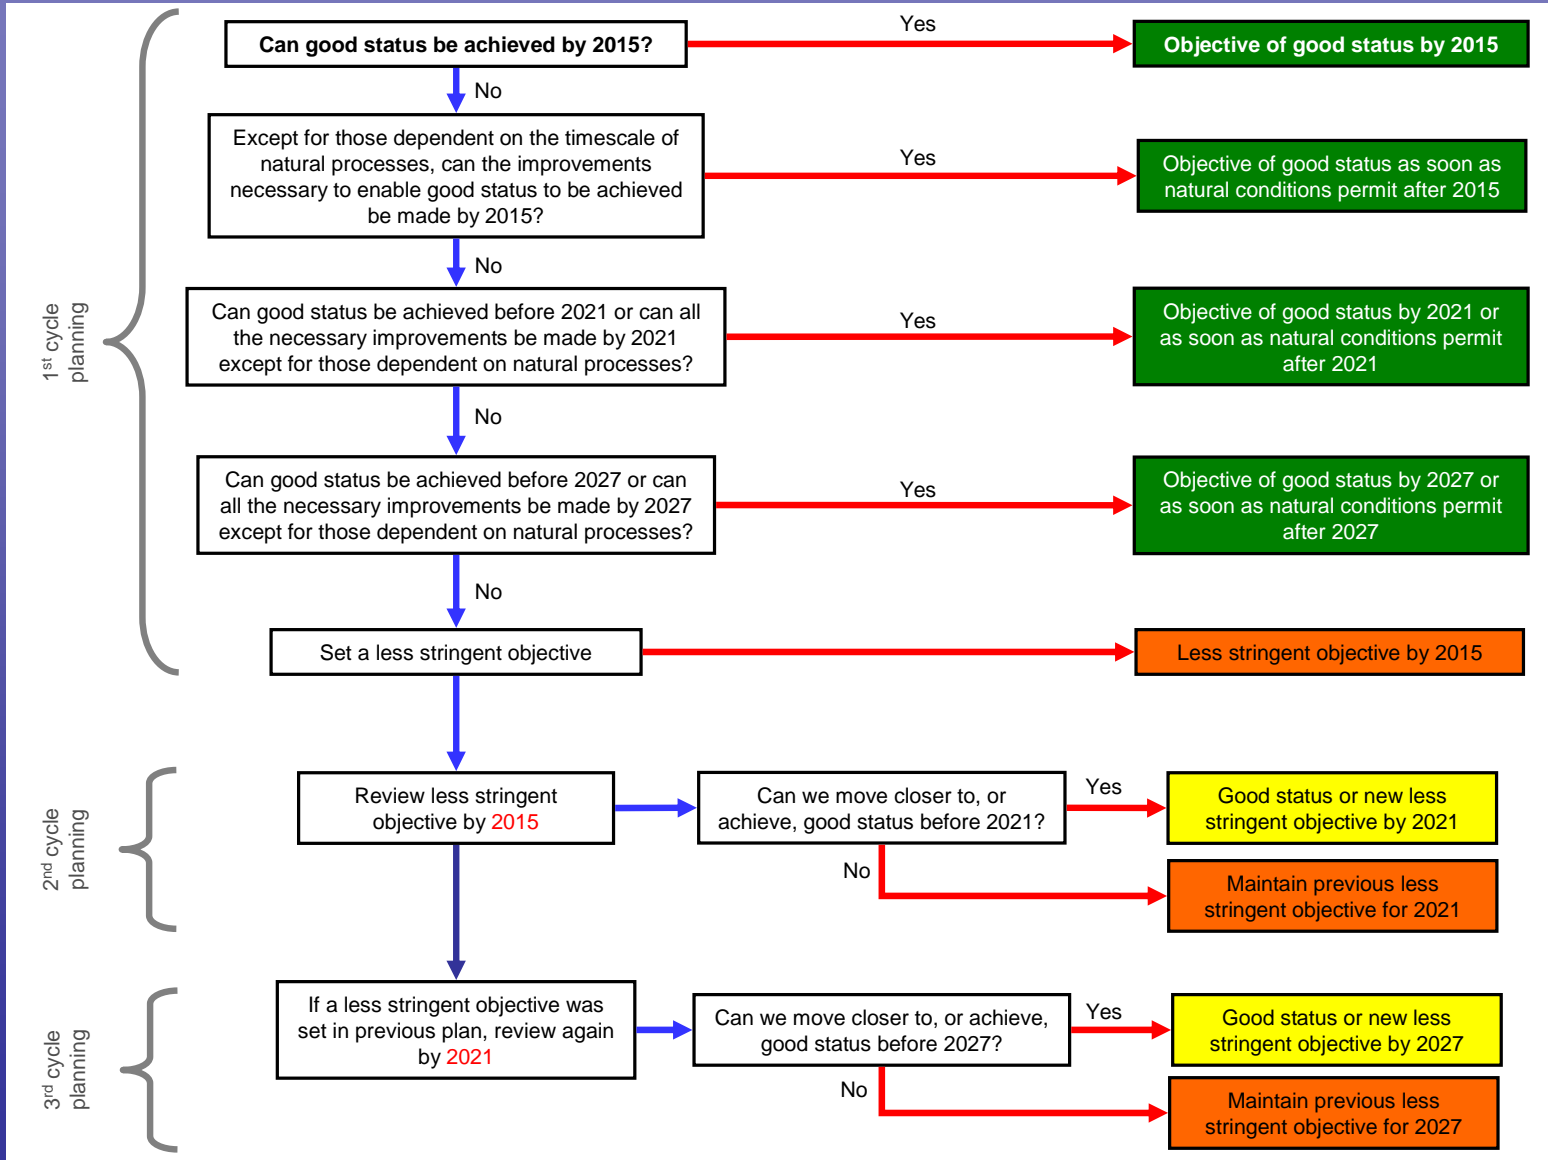 Can good status be achieved by 2015?
Yes
Objective of good status by 2015
No
Except for those dependent on the timescale of
natural processes, can the improvements
necessary to enable good status to be achieved
be made by 2015?
Yes
Objective of good status as soon as
natural conditions permit after 2015
No
1st cycle
planning
Can good status be achieved before 2021 or can all
the necessary improvements be made by 2021
except for those dependent on natural processes?
Yes
Objective of good status by 2021 or
as soon as natural conditions permit
after 2021
No
Can good status be achieved before 2027 or can
all the necessary improvements be made by 2027
except for those dependent on natural processes?
Yes
Objective of good status by 2027 or
as soon as natural conditions permit
after 2027
No
Set a less stringent objective
Less stringent objective by 2015
2nd cycle
planning
Review less stringent
objective by 2015
Can we move closer to, or
achieve, good status before 2021?
Yes
Good status or new less
stringent objective by 2021
No
Maintain previous less
stringent objective for 2021
3rd cycle
planning
If a less stringent objective was
set in previous plan, review again
by 2021
Can we move closer to, or achieve,
good status before 2027?
Yes
Good status or new less
stringent objective by 2027
No
Maintain previous less
stringent objective for 2027